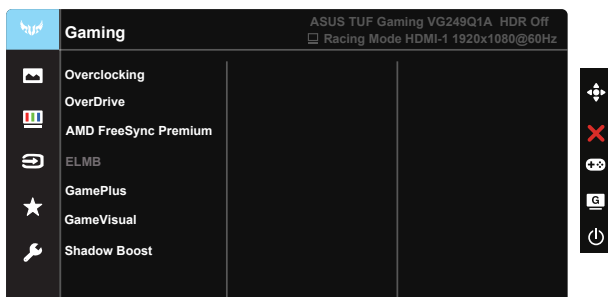 Gaming
ASUS TUF Gaming VG249Q1A HDR Off
Racing Mode HDMI-1 1920x1080@60Hz
Overclocking
OverDrive
AMD FreeSync Premium
ELMB
GamePlus
GameVisual
Shadow Boost
G